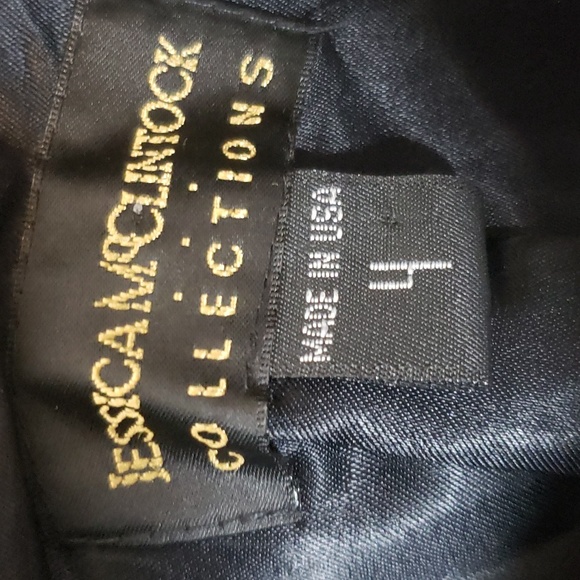 JESSICA McCLINTOCK
COLLECTIONS
MADE IN USA
4